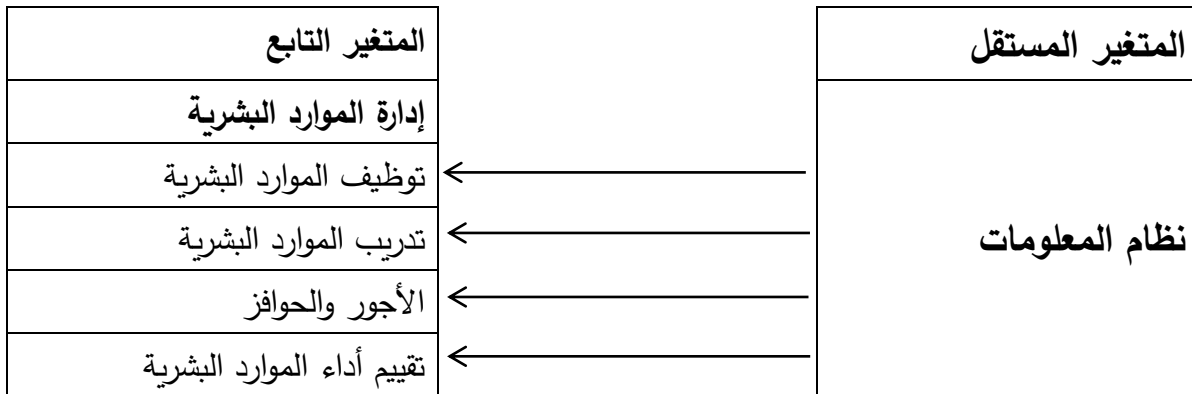 المتغير المستقل
نظام المعلومات
المتغير التابع
إدارة الموارد البشرية
توظيف الموارد البشرية
تدريب الموارد البشرية
الأجور والحوافز
تقييم أداء الموارد البشرية